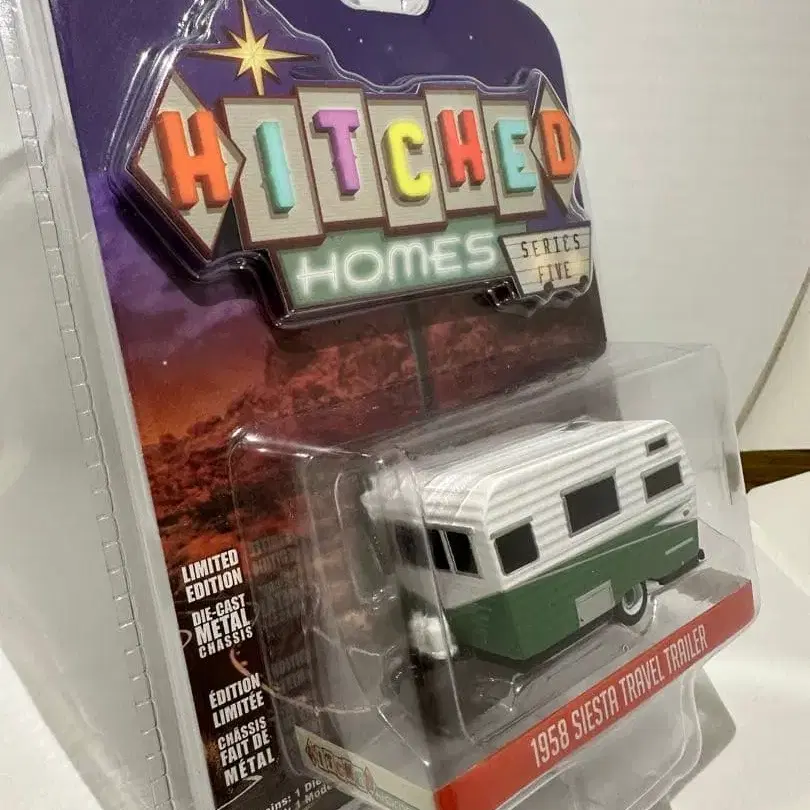 HITCHED
HOMES
SERIES
FIVE
LIMITED
EDITION
DIE-CAST
METAL
CHASSIS
ÉDITION
LIMITÉE
CHÂSSIS
FAIT DE
MÉTAL
1958 SIESTA TRAVEL TRAILER
HITCHED